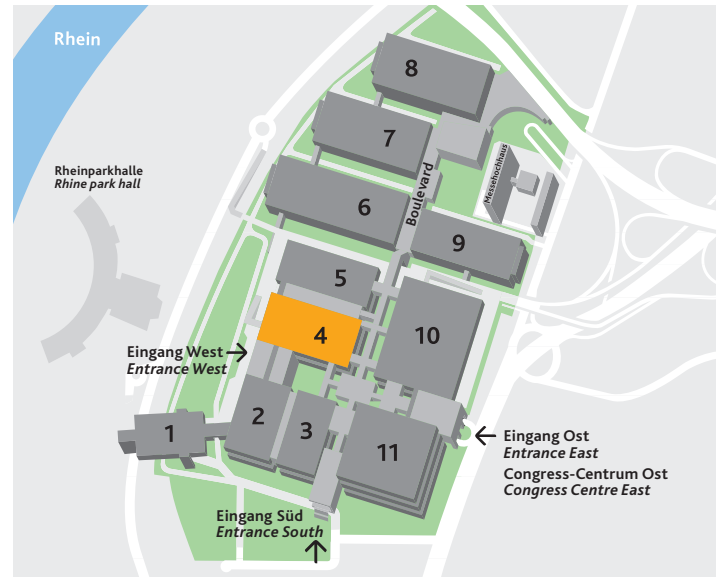 Rhein
8
7
Rheinparkhalle
Rhine park hall
Messehochhaus
Boulevard
6
9
5
4
10
Eingang West
Entrance West
1
2
3
11
Eingang Ost
Entrance East
Congress-Centrum Ost
Congress Centre East
Eingang Süd
Entrance South